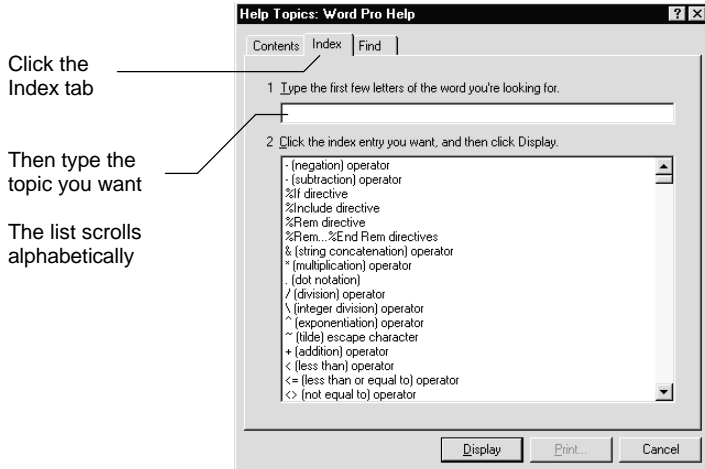 Help Topics: Word Pro Help
Contents Index Find
Click the
Index tab
1 Type the first few letters of the word you're looking for.
2 Click the index entry you want, and then click Display.
Then type the
topic you want
The list scrolls
alphabetically
- (negation) operator
- (subtraction) operator
%If directive
%Include directive
%Rem directive
%Rem...%End Rem directives
& (string concatenation) operator
* (multiplication) operator
. (dot notation)
/ (division) operator
\ (integer division) operator
^ (exponentiation) operator
~ (tilde) escape character
+ (addition) operator
< (less than) operator
<= (less than or equal to) operator
<> (not equal to) operator
Display Print... Cancel